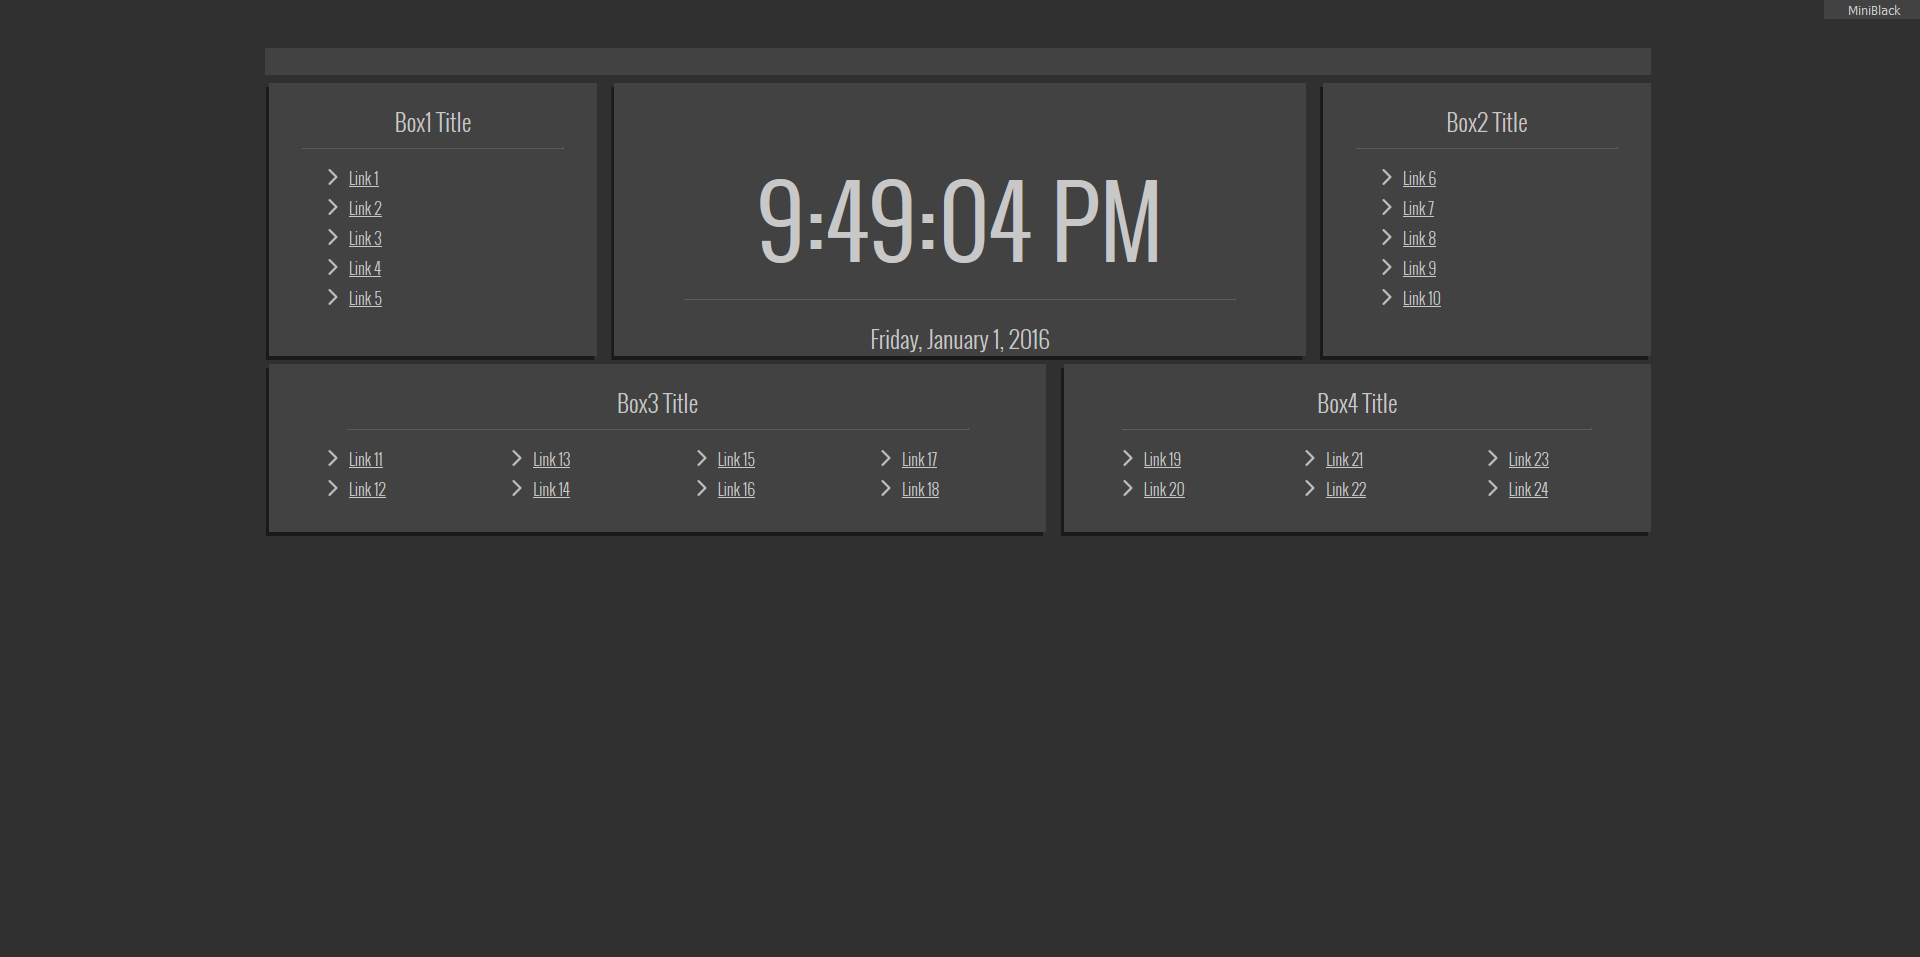 MiniBlack
Box1 Title
Link 1
Link 2
Link 3
Link 4
Link 5
9:49:04 PM
Friday, January 1, 2016
Box2 Title
Link 6
Link 7
Link 8
Link 9
Link 10
Box3 Title
Link 11
Link 12
Link 13
Link 14
Link 15
Link 16
Link 17
Link 18
Box4 Title
Link 19
Link 20
Link 21
Link 22
Link 23
Link 24